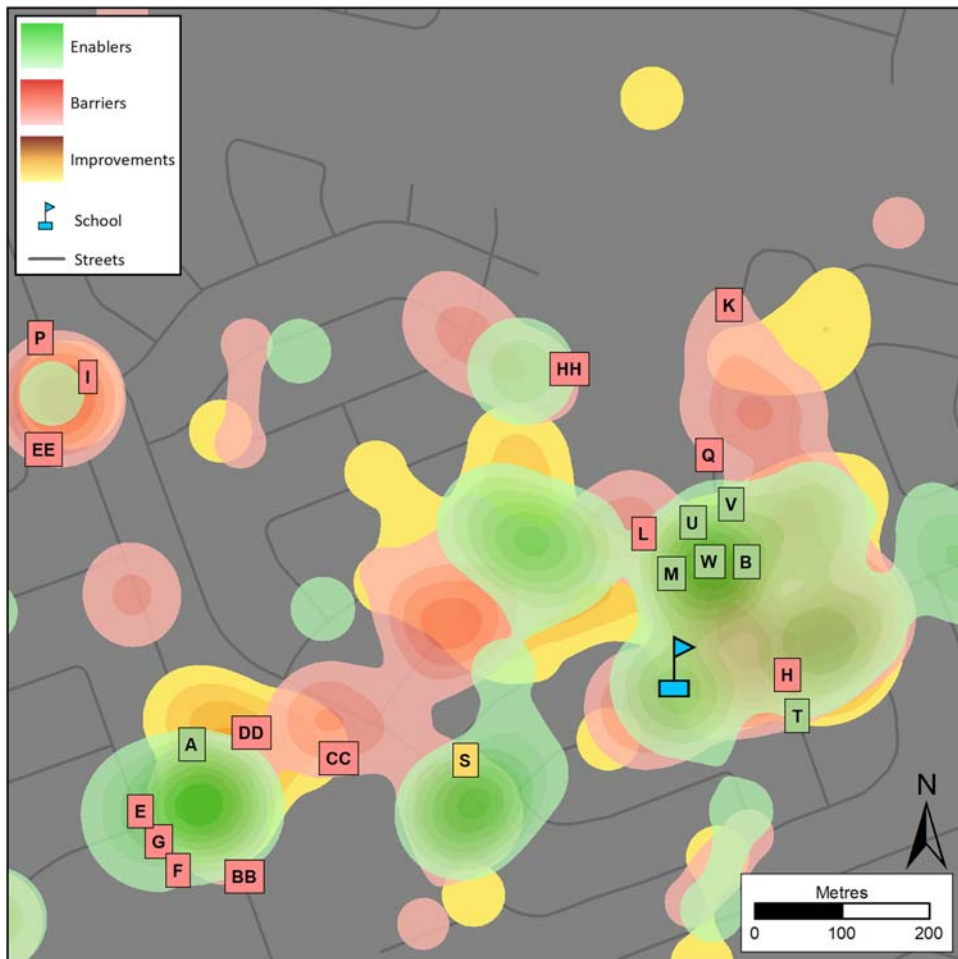 Enablers
Barriers
Improvements
School
Streets
K
P
HH
I
EE
Q
V
U
L
W
B
M
H
T
DD
A
CC
S
E
G
F
BB
N
Metres
0 100 200